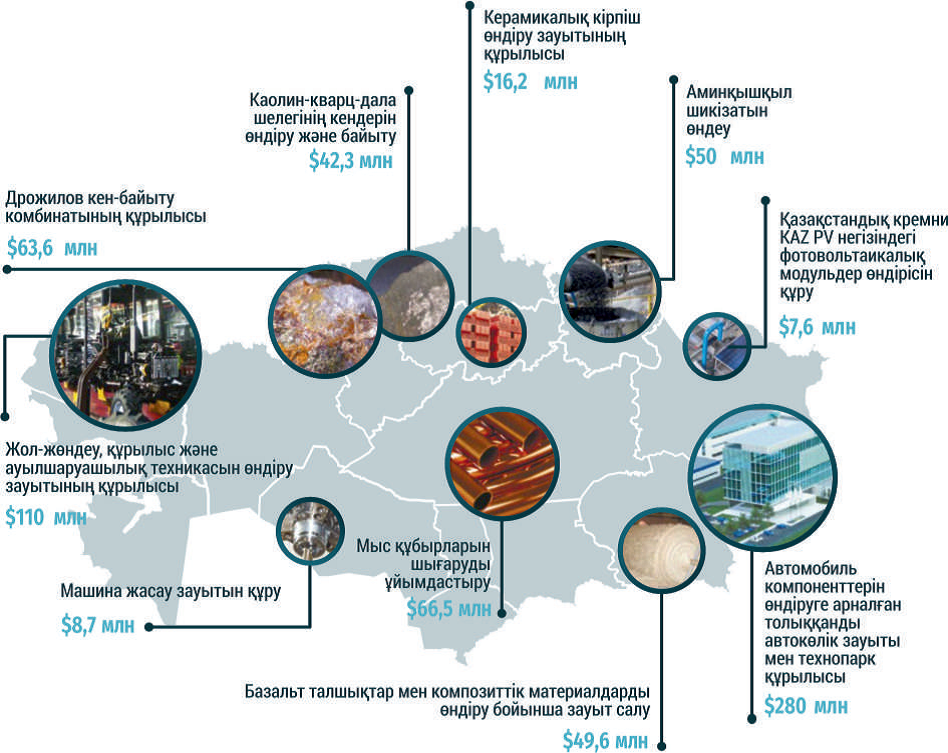 Керамикалық кірпіш
өндіру зауытының
құрылысы
$16,2 млн
Каолин-кварц-дала
шелегінің кендерін
өндіру және байыту
$42,3 млн
Аминқышқыл
шикізатын
өндеу
$50 млн
Дрожилов кен-байыту
комбинатының құрылысы
$63,6 млн
Қазақстандық кремни
KAZ PV негізіндегі
фотовольтаикалық
модульдер өндірісін
құру
$7,6 млн
Жол-жөндеу, құрылыс және
ауылшаруашылық техникасын өндіру
зауытының құрылысы
$110 млн
Машина жасау зауытын құру
$8,7 млн
Мыс құбырларын
шығаруды
ұйымдастыру
$66,5 млн
Автомобиль
компоненттерін
өндіруге арналған
толыққанды
автокөлік зауыты
мен технопарк
құрылысы
$280 млн
Базальт талшықтар мен композиттік материалдарды
өндіру бойынша зауыт салу
$49,6 млн